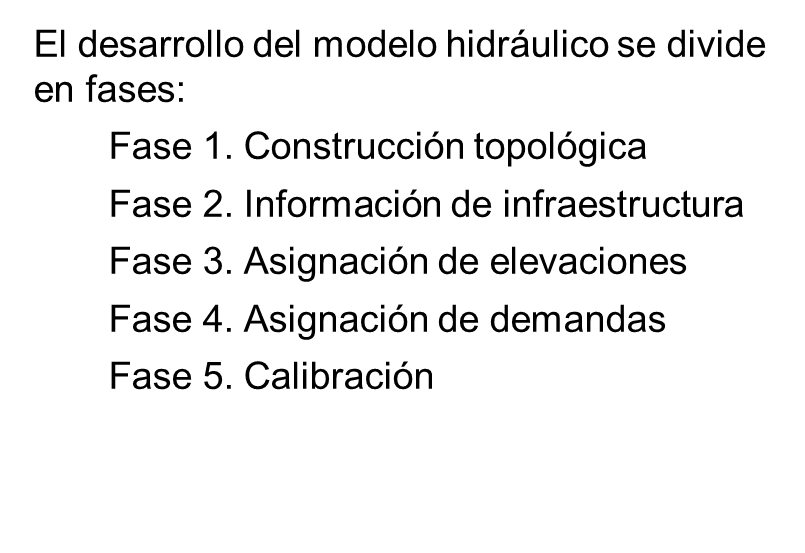 El desarrollo del modelo hidráulico se divide
en fases:
Fase 1. Construcción topológica
Fase 2. Información de infraestructura
Fase 3. Asignación de elevaciones
Fase 4. Asignación de demandas
Fase 5. Calibración